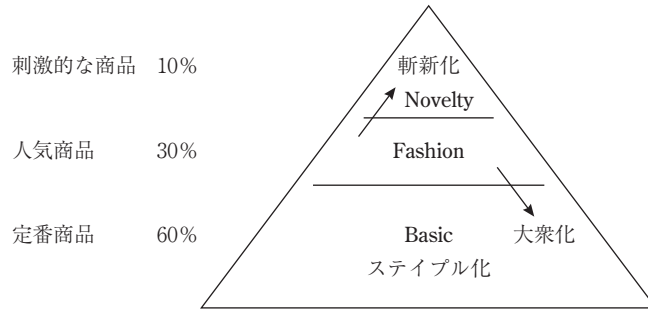 刺激的な商品 10% 斬新化
Novelty
人気商品 30% Fashion
定番商品 60% Basic 大衆化
ステイプル化